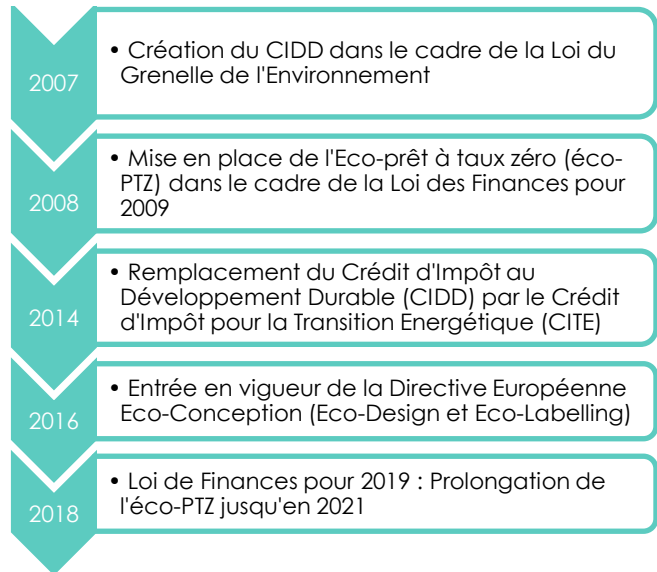 2007
• Création du CIDD dans le cadre de la Loi du
Grenelle de l'Environnement
2008
• Mise en place de l'Eco-prêt à taux zéro (éco-
PTZ) dans le cadre de la Loi des Finances pour
2009
2014
• Remplacement du Crédit d'Impôt au
Développement Durable (CIDD) par le Crédit
d'Impôt pour la Transition Energétique (CITE)
2016
• Entrée en vigueur de la Directive Européenne
Eco-Conception (Eco-Design et Eco-Labelling)
2018
• Loi de Finances pour 2019 : Prolongation de
l'éco-PTZ jusqu'en 2021